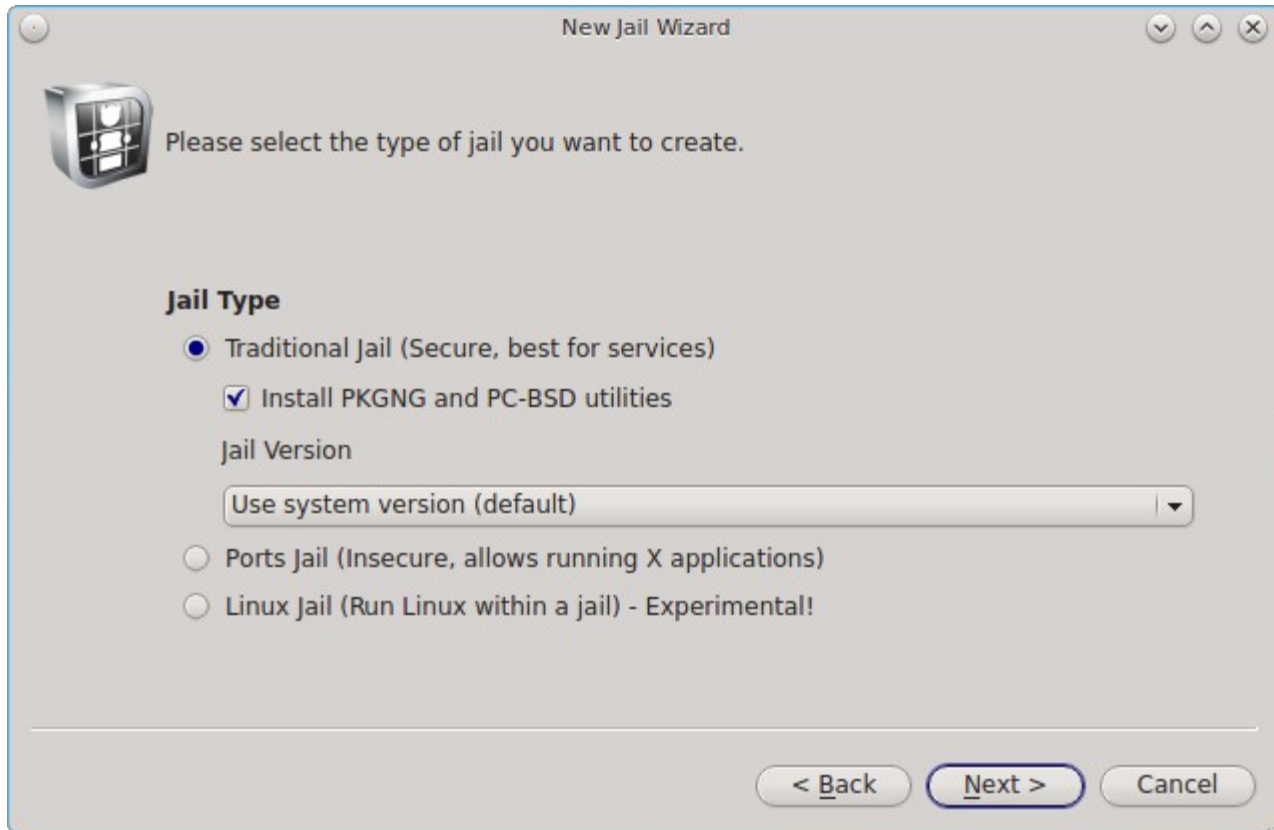 New Jail Wizard
Please select the type of jail you want to create.
Jail Type
Traditional Jail (Secure, best for services)
Install PKGNG and PC-BSD utilities
Jail Version
Use system version (default)
Ports Jail (Insecure, allows running X applications)
Linux Jail (Run Linux within a jail) - Experimental!
< Back Next > Cancel